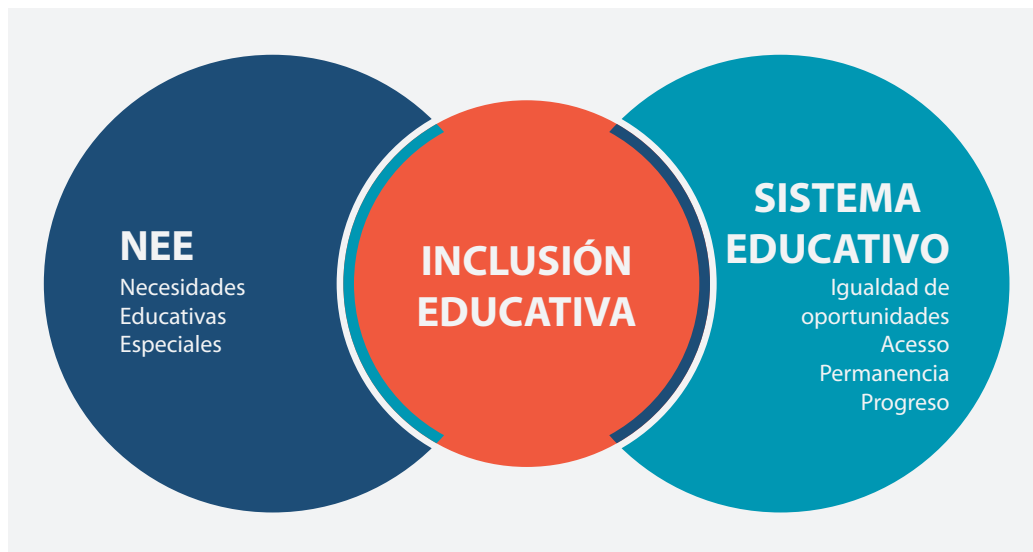 NEE
Necesidades
Educativas
Especiales
INCLUSIÓN
EDUCATIVA
SISTEMA
EDUCATIVO
Igualdad de
oportunidades
Acesso
Permanencia
Progreso